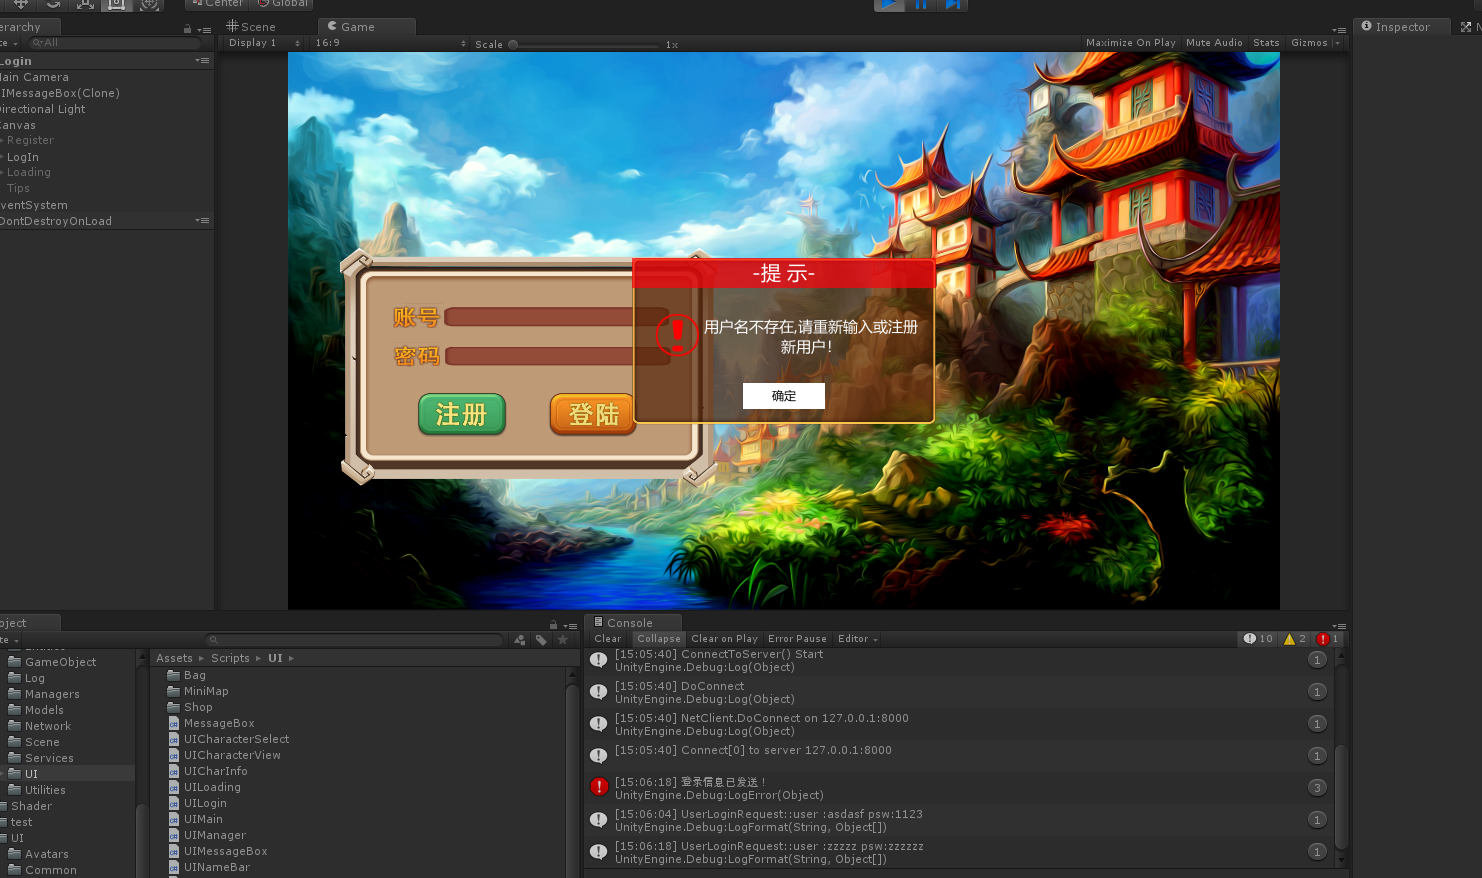 Center
Global
erarchy
Scene
Game
Inspector
te
All
Display 1
16:9
Scale
1x
Maximize On Play
Mute Audio
Stats
Gizmos
Login
ain Camera
IMessageBox(Clone)
irectional Light
anvas
Register
LogIn
Loading
Tips
ventSystem
DontDestroyOnLoad
-提 示-
账号
用户名不存在,请重新输入或注册
新用户!
密码
确定
注册
登陆
oject
te
GameObject
Log
Managers
Models
Network
Scene
Services
UI
Utilities
Shader
test
UI
Avatars
Common
Assets ▸ Scripts ▸ UI ▸
Bag
MiniMap
Shop
MessageBox
UICharacterSelect
UICharacterView
UICharInfo
UILoading
UILogin
UIMain
UIManager
UIMessageBox
UINameBar
Console
Clear
Collapse
Clear on Play
Error Pause
Editor
10
2
1
[15:05:40] ConnectToServer() Start
UnityEngine.Debug:Log(Object)
1
[15:05:40] DoConnect
UnityEngine.Debug:Log(Object)
1
[15:05:40] NetClient.DoConnect on 127.0.0.1:8000
UnityEngine.Debug:Log(Object)
1
[15:05:40] Connect[0] to server 127.0.0.1:8000
1
[15:06:18] 登录信息已发送！
UnityEngine.Debug:LogError(Object)
3
[15:06:04] UserLoginRequest::user :asdasf psw:1123
UnityEngine.Debug:LogFormat(String, Object[])
1
[15:06:18] UserLoginRequest::user :zzzzz psw:zzzzzz
UnityEngine.Debug:LogFormat(String, Object[])
1